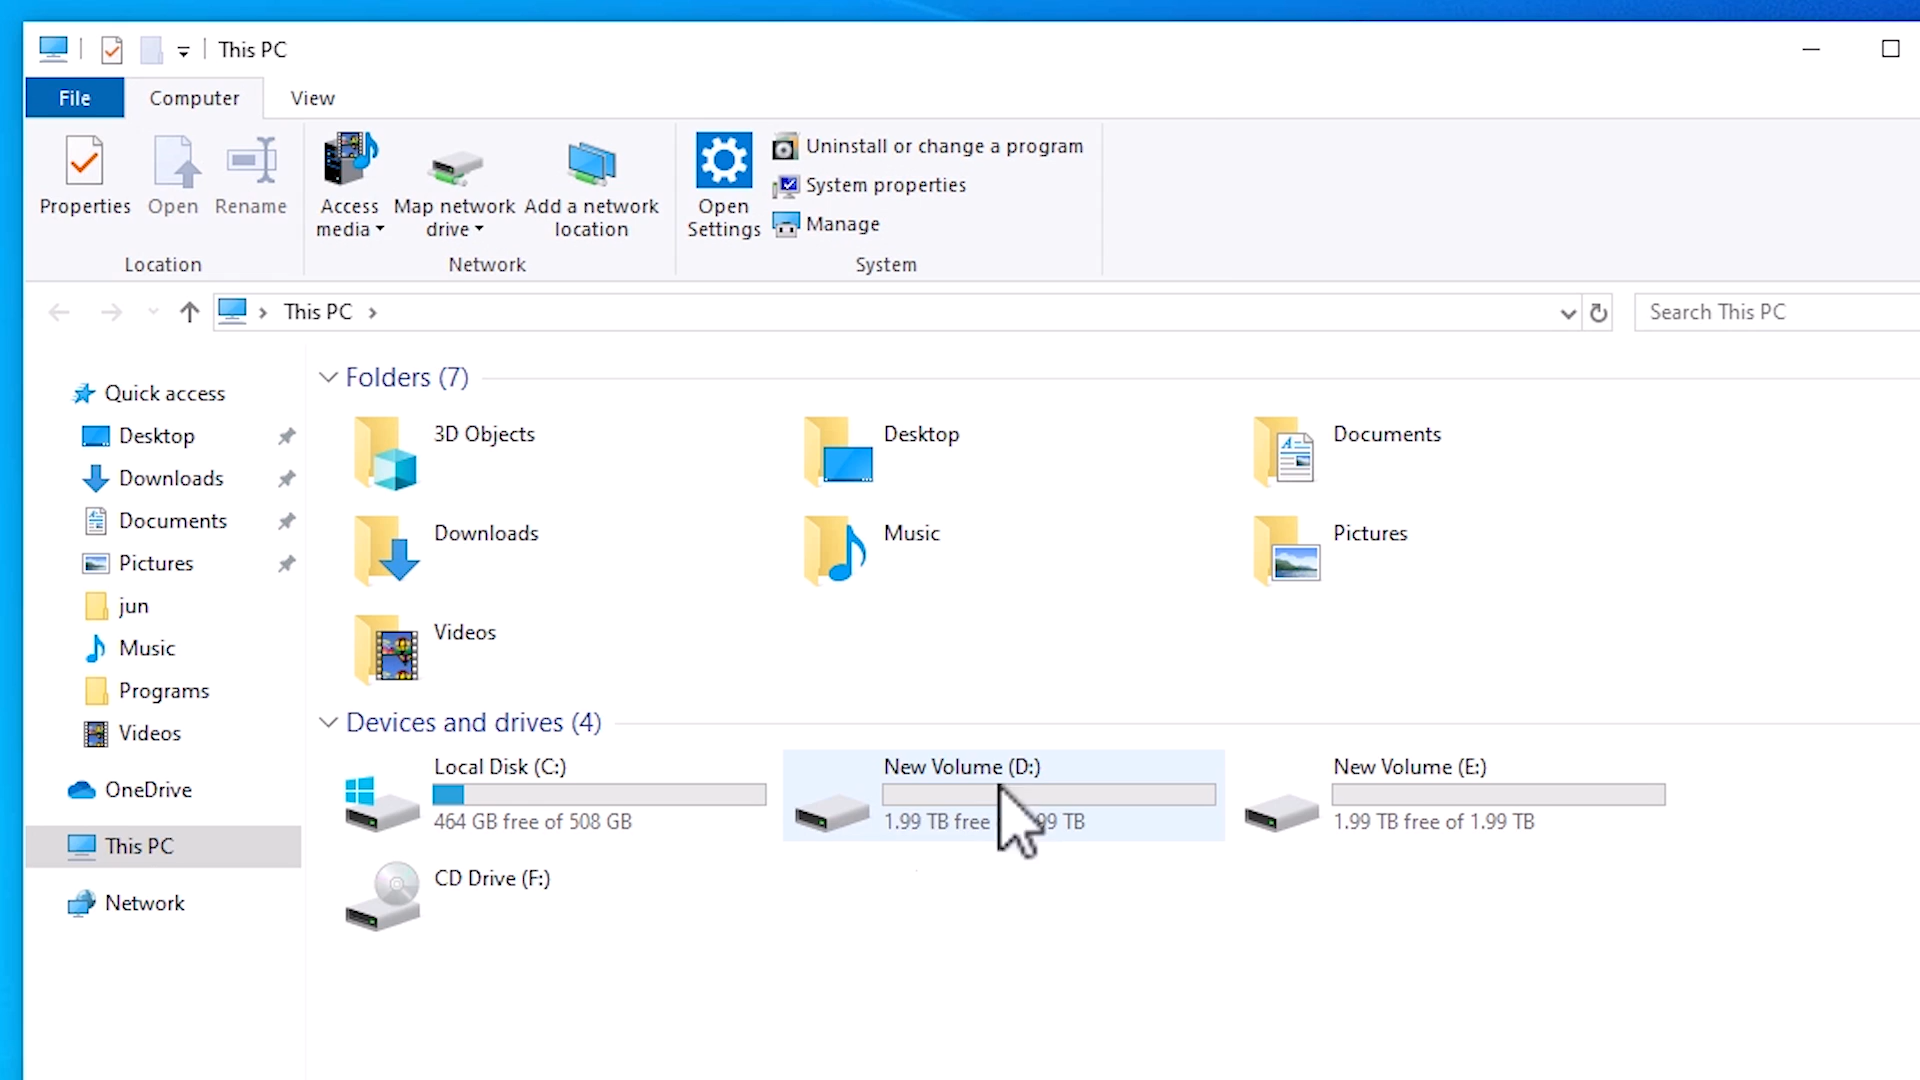 This PC
File Computer View
Properties Open Rename
Access media Map network drive Add a network location
Open Settings
Uninstall or change a program
System properties
Manage
Location Network System
This PC
Search This PC
Quick access
Desktop
Downloads
Documents
Pictures
jun
Music
Programs
Videos
OneDrive
This PC
Network
Folders (7)
3D Objects Desktop Documents
Downloads Music Pictures
Videos
Devices and drives (4)
Local Disk (C:) New Volume (D:) New Volume (E:)
464 GB free of 508 GB 1.99 TB free 99 TB 1.99 TB free of 1.99 TB
CD Drive (F:)